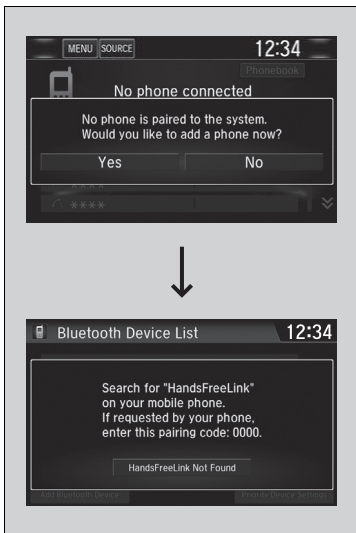 MENU SOURCE 12:34
Phonebook
No phone connected
No phone is paired to the system.
Would you like to add a phone now?
Yes No
****
****
Bluetooth Device List 12:34
Search for "HandsFreeLink"
on your mobile phone.
If requested by your phone,
enter this pairing code: 0000.
HandsFreeLink Not Found
Add Bluetooth Device Priority Device Settings